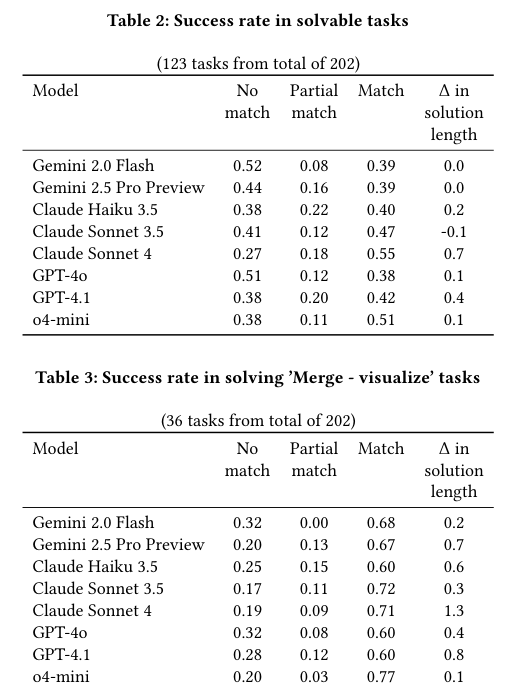 Table 2: Success rate in solvable tasks
(123 tasks from total of 202)
Model No Partial Match Δ in
match match solution
length
Gemini 2.0 Flash 0.52 0.08 0.39 0.0
Gemini 2.5 Pro Preview 0.44 0.16 0.39 0.0
Claude Haiku 3.5 0.38 0.22 0.40 0.2
Claude Sonnet 3.5 0.41 0.12 0.47 -0.1
Claude Sonnet 4 0.27 0.18 0.55 0.7
GPT-4o 0.51 0.12 0.38 0.1
GPT-4.1 0.38 0.20 0.42 0.4
o4-mini 0.38 0.11 0.51 0.1
Table 3: Success rate in solving ’Merge - visualize’ tasks
(36 tasks from total of 202)
Model No Partial Match Δ in
match match solution
length
Gemini 2.0 Flash 0.32 0.00 0.68 0.2
Gemini 2.5 Pro Preview 0.20 0.13 0.67 0.7
Claude Haiku 3.5 0.25 0.15 0.60 0.6
Claude Sonnet 3.5 0.17 0.11 0.72 0.3
Claude Sonnet 4 0.19 0.09 0.71 1.3
GPT-4o 0.32 0.08 0.60 0.4
GPT-4.1 0.28 0.12 0.60 0.8
o4-mini 0.20 0.03 0.77 0.1